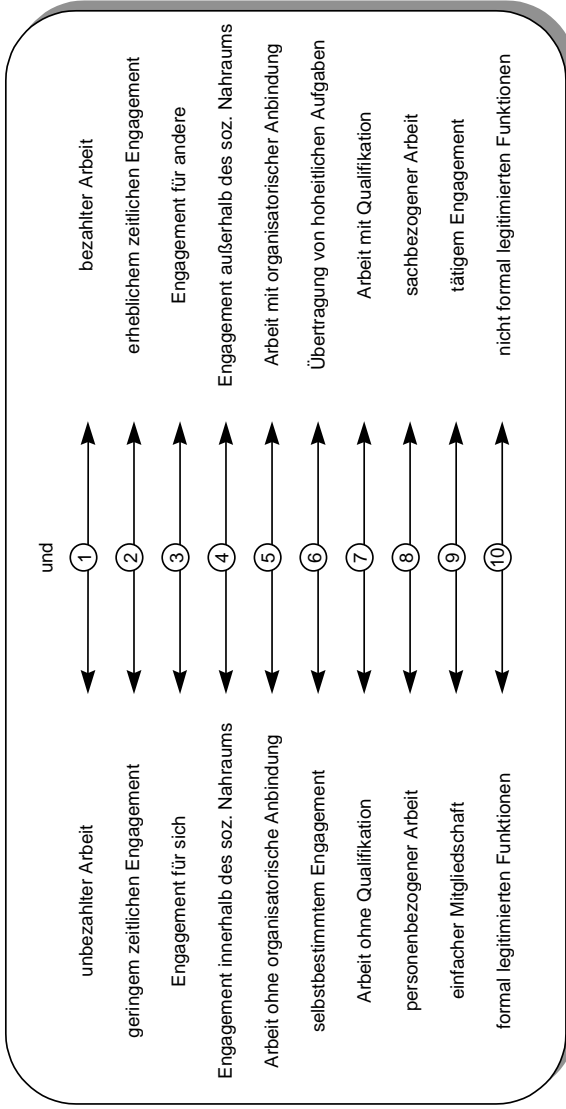 und
unbezahlter Arbeit 1 bezahlter Arbeit
geringem zeitlichen Engagement 2 erheblichem zeitlichen Engagement
Engagement für sich 3 Engagement für andere
Engagement innerhalb des soz. Nahraums 4 Engagement außerhalb des soz. Nahraums
Arbeit ohne organisatorische Anbindung 5 Arbeit mit organisatorischer Anbindung
selbstbestimmtem Engagement 6 Übertragung von hoheitlichen Aufgaben
Arbeit ohne Qualifikation 7 Arbeit mit Qualifikation
personenbezogener Arbeit 8 sachbezogener Arbeit
einfacher Mitgliedschaft 9 tätigem Engagement
formal legitimierten Funktionen 10 nicht formal legitimierten Funktionen